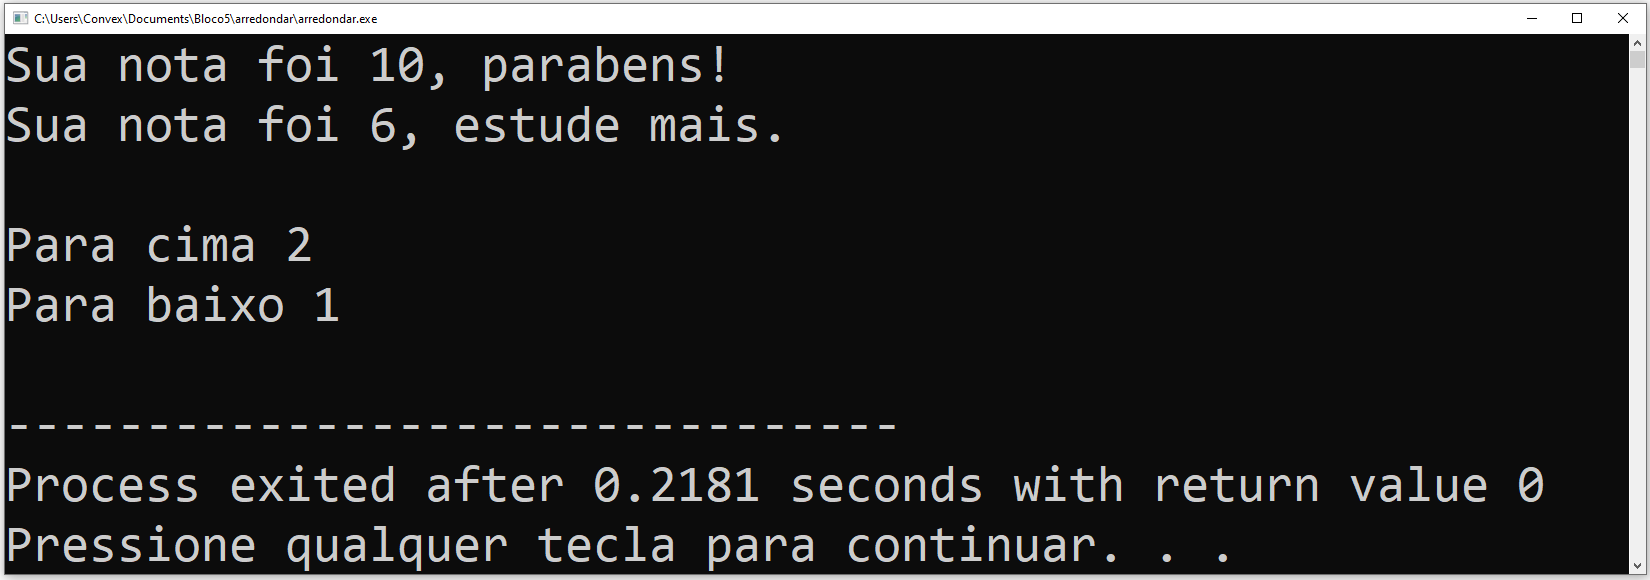 C:\Users\Convex\Documents\Bloco5\arredondar\arredondar.exe
Sua nota foi 10, parabens!
Sua nota foi 6, estude mais.
Para cima 2
Para baixo 1
--------------------------------
Process exited after 0.2181 seconds with return value 0
Pressione qualquer tecla para continuar. . .